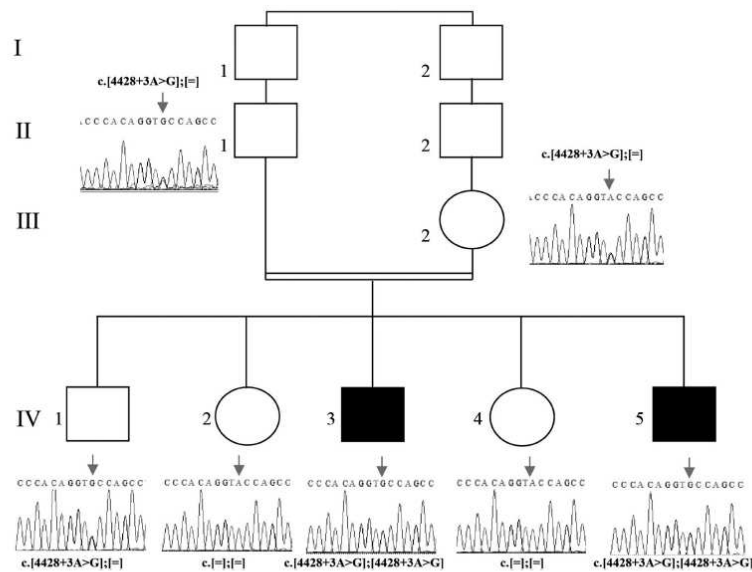 I
1
2
c.[4428+3A>G];[=]
CCCACAGGTGCCAGCC
II
1
2
c.[4428+3A>G];[=]
CCCACAGGTACCAGCC
III
2
IV
1
2
3
4
5
CCCACAGGTGCCAGCC
CCCACAGGTACCAGCC
CCCACAGGTGCCAGCC
CCCACAGGTACCAGCC
CCCACAGGTGCCAGCC
c.[4428+3A>G];[=]
c.[=];[=]
c.[4428+3A>G];[4428+3A>G]
c.[=];[=]
c.[4428+3A>G];[4428+3A>G]